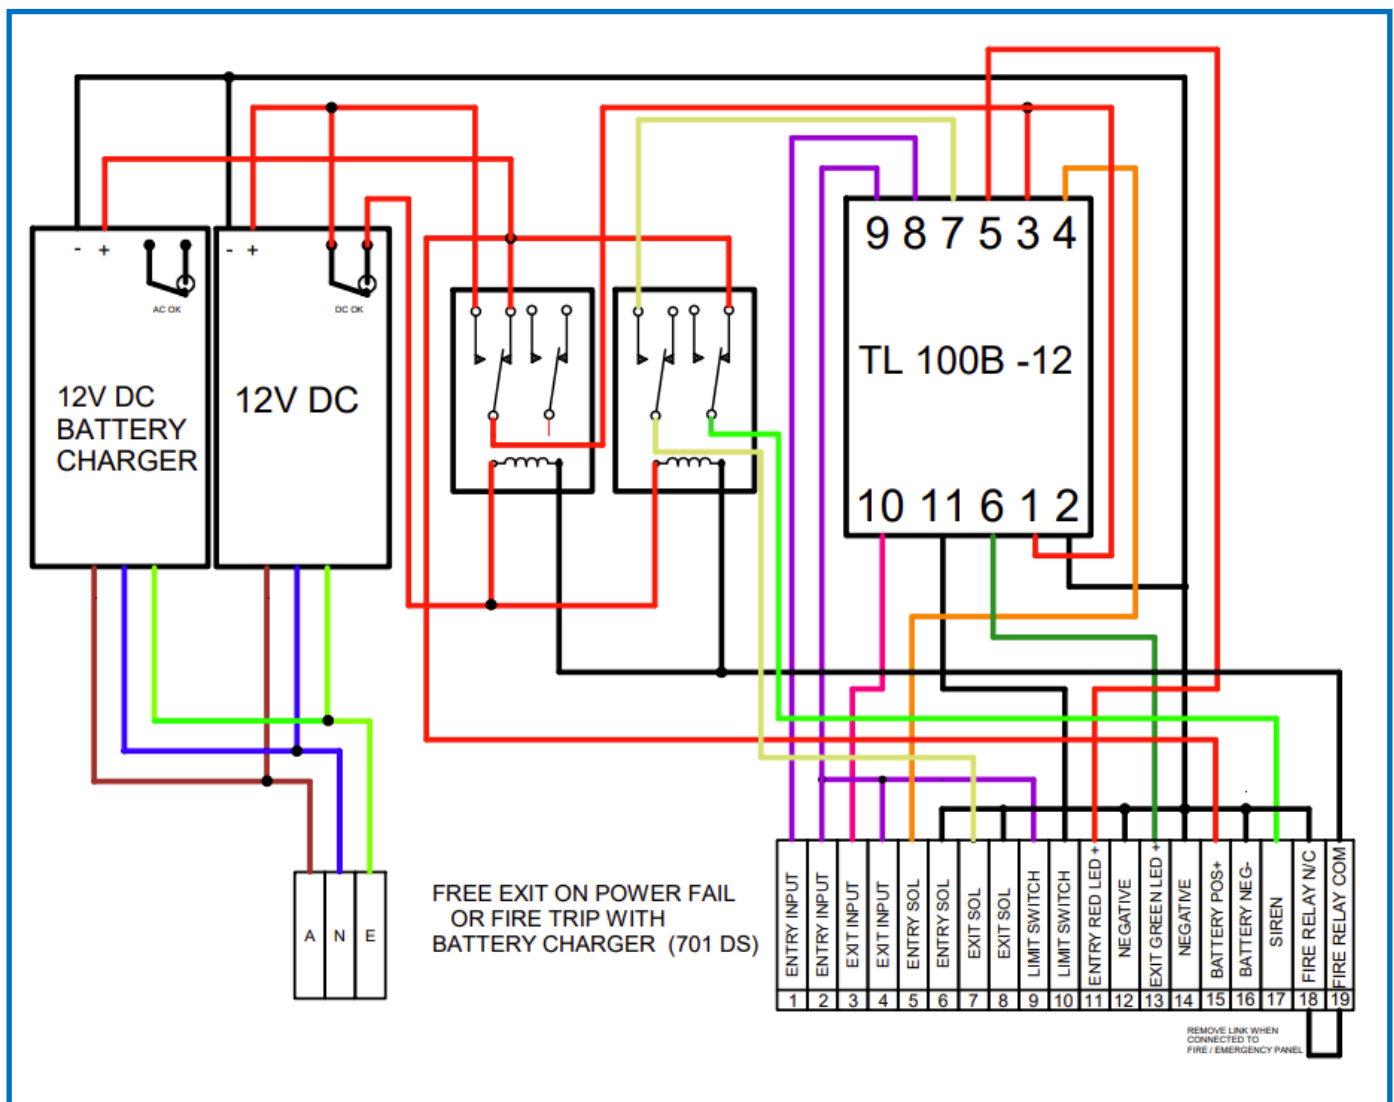 - +
- +
AC OK
DC OK
12V DC
BATTERY
CHARGER
12V DC
9 8 7 5 3 4
TL 100B -12
10 11 6 1 2
A N E
FREE EXIT ON POWER FAIL
OR FIRE TRIP WITH
BATTERY CHARGER (701 DS)
ENTRY INPUT
ENTRY INPUT
EXIT INPUT
EXIT INPUT
ENTRY SOL
ENTRY SOL
EXIT SOL
EXIT SOL
LIMIT SWITCH
LIMIT SWITCH
ENTRY RED LED +
NEGATIVE
EXIT GREEN LED +
NEGATIVE
BATTERY POS+
BATTERY NEG-
SIREN
FIRE RELAY N/C
FIRE RELAY COM
1 2 3 4 5 6 7 8 9 10 11 12 13 14 15 16 17 18 19
REMOVE LINK WHEN
CONNECTED TO
FIRE / EMERGENCY PANEL